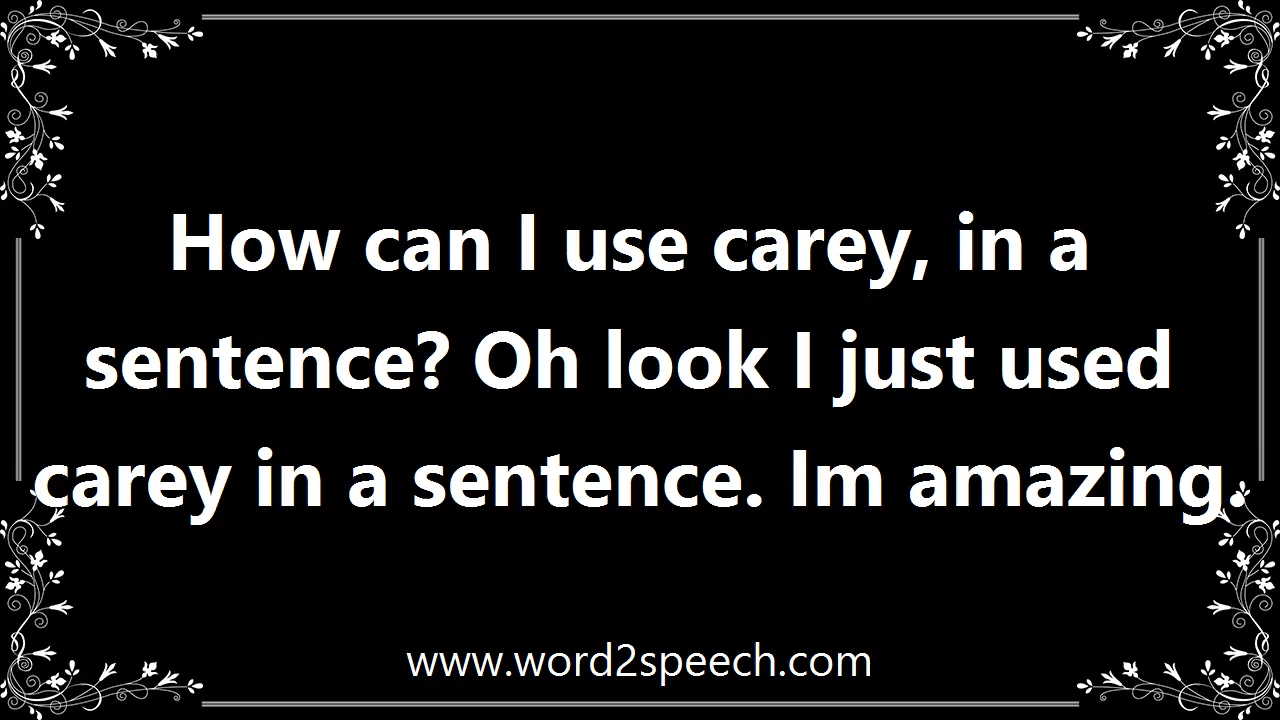 How can I use carey, in a
sentence? Oh look I just used
carey in a sentence. Im amazing.
www.word2speech.com